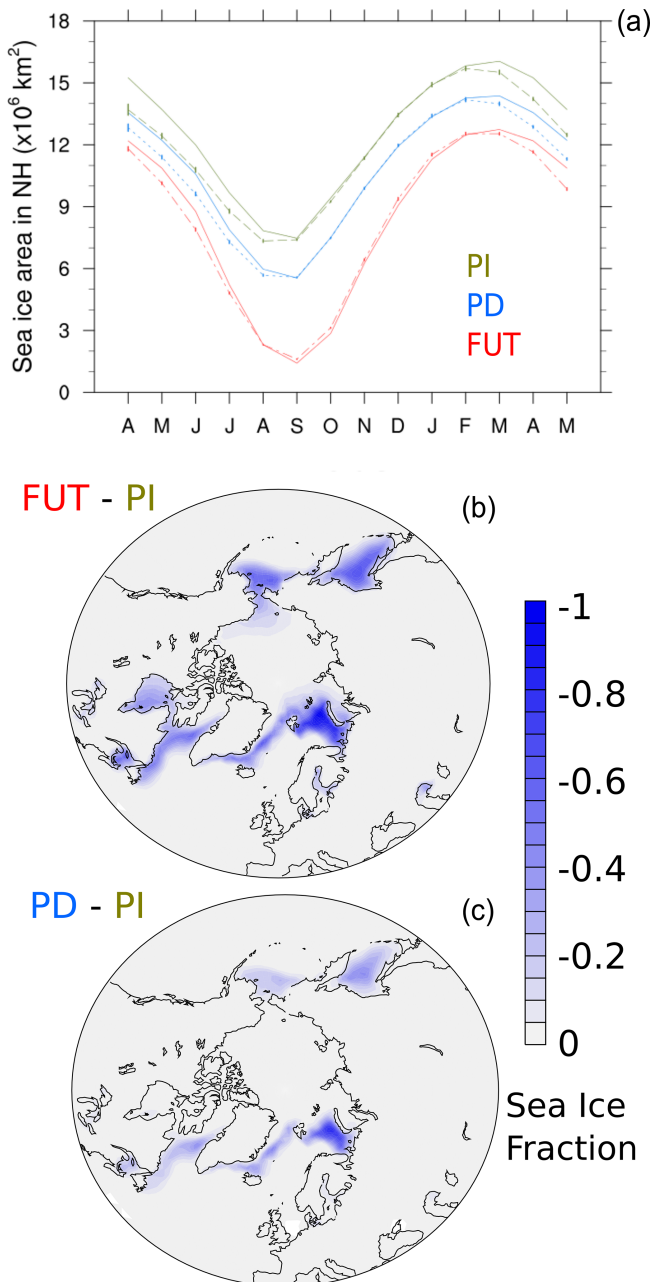 (a)
Sea ice area in NH (x10⁶ km²)
18
15
12
9
6
3
0
PI
PD
FUT
A M J J A S O N D J F M A M
FUT - PI
(b)
-1
-0.8
-0.6
-0.4
-0.2
0
Sea Ice
Fraction
PD - PI
(c)